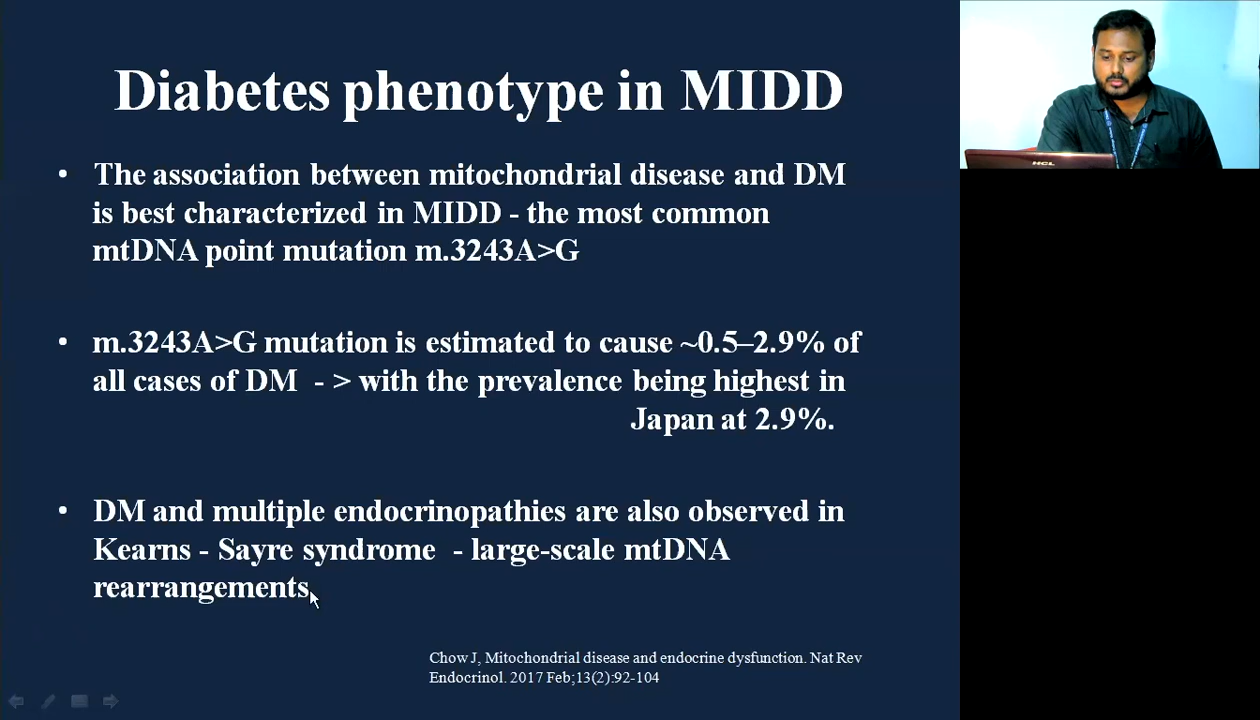 Diabetes phenotype in MIDD
• The association between mitochondrial disease and DM
is best characterized in MIDD - the most common
mtDNA point mutation m.3243A>G
• m.3243A>G mutation is estimated to cause ~0.5–2.9% of
all cases of DM - > with the prevalence being highest in
Japan at 2.9%.
• DM and multiple endocrinopathies are also observed in
Kearns - Sayre syndrome - large-scale mtDNA
rearrangements.
Chow J, Mitochondrial disease and endocrine dysfunction. Nat Rev
Endocrinol. 2017 Feb;13(2):92-104
HCL